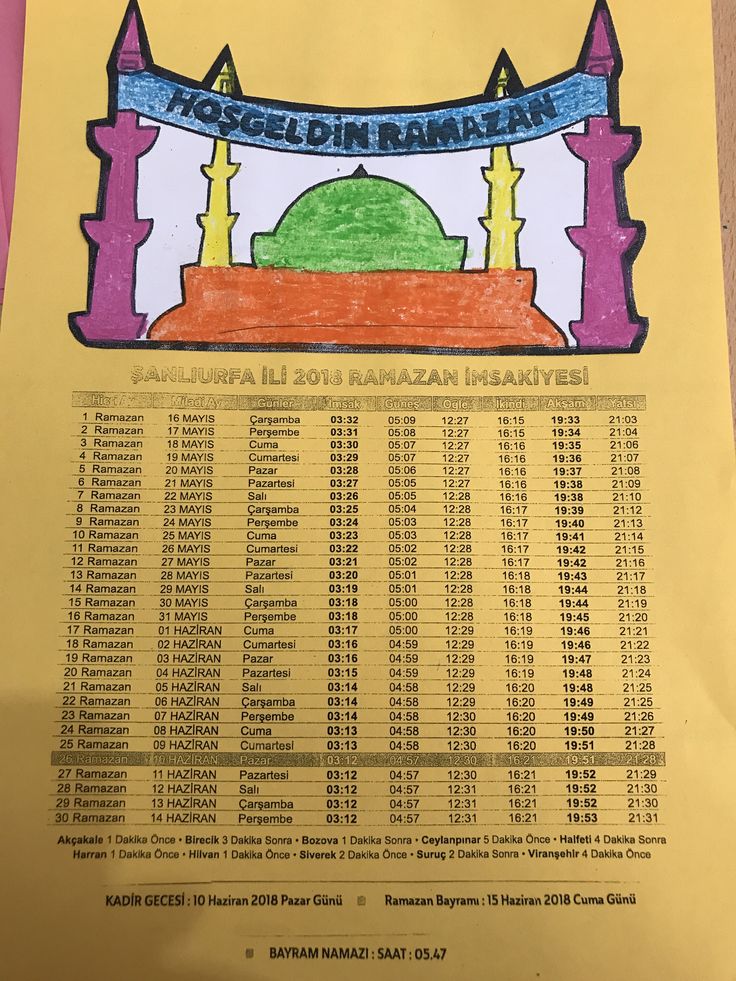 HOŞGELDİN RAMAZAN
ŞANLIURFA İLİ 2018 RAMAZAN İMSAKİYESİ
Hicri Ay Miladi Ay Günler İmsak Güneş Öğle İkindi Akşam Yatsı
1 Ramazan 16 MAYIS Çarşamba 03:32 05:09 12:27 16:15 19:33 21:03
2 Ramazan 17 MAYIS Perşembe 03:31 05:08 12:27 16:15 19:34 21:04
3 Ramazan 18 MAYIS Cuma 03:30 05:07 12:27 16:16 19:35 21:06
4 Ramazan 19 MAYIS Cumartesi 03:29 05:07 12:27 16:16 19:36 21:07
5 Ramazan 20 MAYIS Pazar 03:28 05:06 12:27 16:16 19:37 21:08
6 Ramazan 21 MAYIS Pazartesi 03:27 05:05 12:27 16:16 19:38 21:09
7 Ramazan 22 MAYIS Salı 03:26 05:05 12:28 16:16 19:38 21:10
8 Ramazan 23 MAYIS Çarşamba 03:25 05:04 12:28 16:17 19:39 21:12
9 Ramazan 24 MAYIS Perşembe 03:24 05:03 12:28 16:17 19:40 21:13
10 Ramazan 25 MAYIS Cuma 03:23 05:03 12:28 16:17 19:41 21:14
11 Ramazan 26 MAYIS Cumartesi 03:22 05:02 12:28 16:17 19:42 21:15
12 Ramazan 27 MAYIS Pazar 03:21 05:02 12:28 16:17 19:42 21:16
13 Ramazan 28 MAYIS Pazartesi 03:20 05:01 12:28 16:18 19:43 21:17
14 Ramazan 29 MAYIS Salı 03:19 05:01 12:28 16:18 19:44 21:18
15 Ramazan 30 MAYIS Çarşamba 03:18 05:00 12:28 16:18 19:44 21:19
16 Ramazan 31 MAYIS Perşembe 03:18 05:00 12:28 16:18 19:45 21:20
17 Ramazan 01 HAZİRAN Cuma 03:17 05:00 12:29 16:19 19:46 21:21
18 Ramazan 02 HAZİRAN Cumartesi 03:16 04:59 12:29 16:19 19:46 21:22
19 Ramazan 03 HAZİRAN Pazar 03:16 04:59 12:29 16:19 19:47 21:23
20 Ramazan 04 HAZİRAN Pazartesi 03:15 04:59 12:29 16:19 19:48 21:24
21 Ramazan 05 HAZİRAN Salı 03:14 04:58 12:29 16:20 19:48 21:25
22 Ramazan 06 HAZİRAN Çarşamba 03:14 04:58 12:29 16:20 19:49 21:25
23 Ramazan 07 HAZİRAN Perşembe 03:14 04:58 12:30 16:20 19:49 21:26
24 Ramazan 08 HAZİRAN Cuma 03:13 04:58 12:30 16:20 19:50 21:27
25 Ramazan 09 HAZİRAN Cumartesi 03:13 04:58 12:30 16:20 19:51 21:28
26 Ramazan 10 HAZİRAN Pazar 03:12 04:57 12:30 16:21 19:51 21:28
27 Ramazan 11 HAZİRAN Pazartesi 03:12 04:57 12:30 16:21 19:52 21:29
28 Ramazan 12 HAZİRAN Salı 03:12 04:57 12:31 16:21 19:52 21:30
29 Ramazan 13 HAZİRAN Çarşamba 03:12 04:57 12:31 16:21 19:52 21:30
30 Ramazan 14 HAZİRAN Perşembe 03:12 04:57 12:31 16:21 19:53 21:31
Akçakale 1 Dakika Önce • Birecik 3 Dakika Sonra • Bozova 1 Dakika Sonra • Ceylanpınar 5 Dakika Önce • Halfeti 4 Dakika Sonra
Harran 1 Dakika Önce • Hilvan 1 Dakika Önce • Siverek 2 Dakika Önce • Suruç 2 Dakika Sonra • Viranşehir 4 Dakika Önce
KADİR GECESİ : 10 Haziran 2018 Pazar Günü Ramazan Bayramı : 15 Haziran 2018 Cuma Günü
BAYRAM NAMAZI : SAAT : 05.47